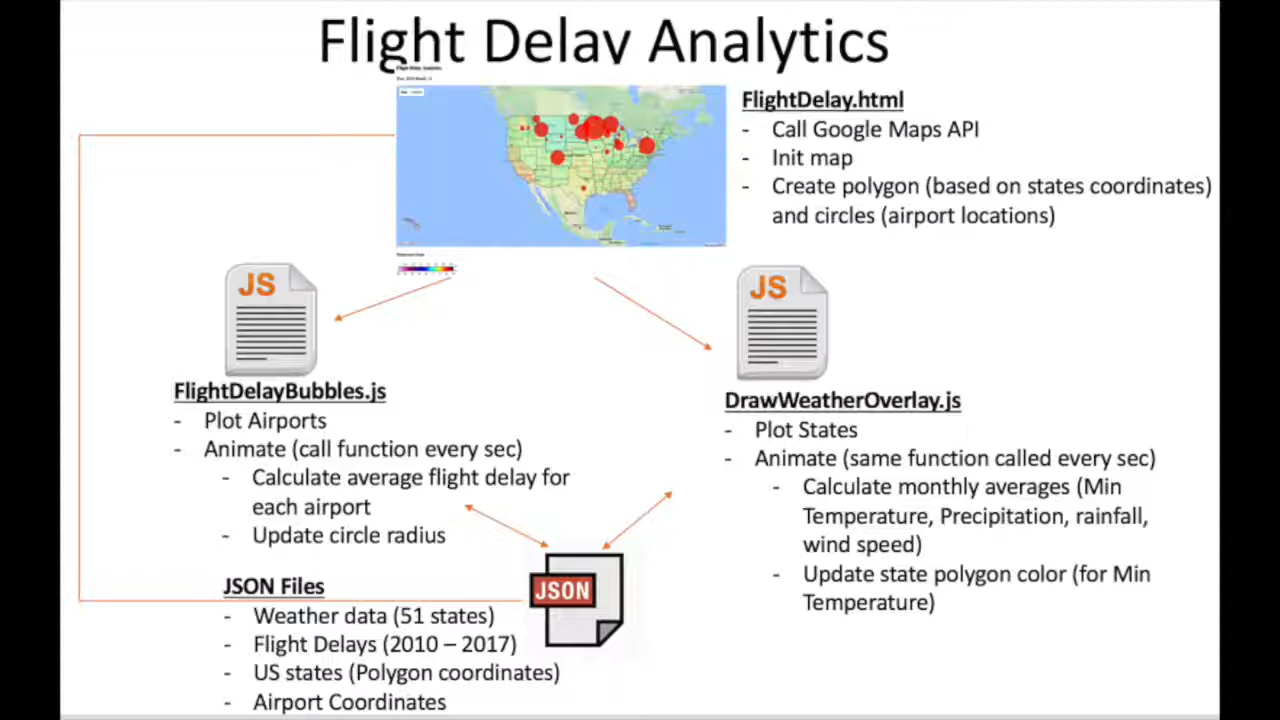 Flight Delay Analytics
Flight Delay Analytics
FlightDelay.html
- Call Google Maps API
- Init map
- Create polygon (based on states coordinates)
and circles (airport locations)
JS
FlightDelayBubbles.js
- Plot Airports
- Animate (call function every sec)
- Calculate average flight delay for
each airport
- Update circle radius
JS
DrawWeatherOverlay.js
- Plot States
- Animate (same function called every sec)
- Calculate monthly averages (Min
Temperature, Precipitation, rainfall,
wind speed)
- Update state polygon color (for Min
Temperature)
JSON
JSON Files
- Weather data (51 states)
- Flight Delays (2010 – 2017)
- US states (Polygon coordinates)
- Airport Coordinates